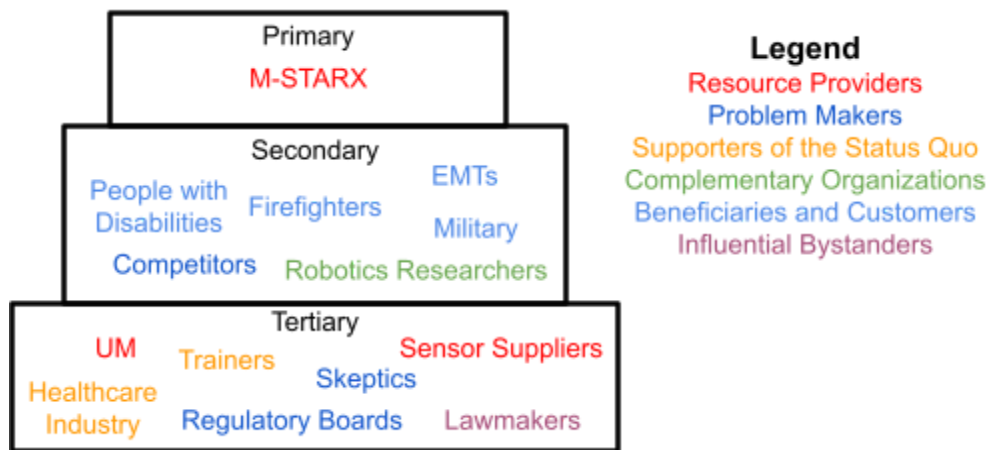 Primary
M-STARX
Secondary
People with
Disabilities
Firefighters
EMTs
Military
Competitors
Robotics Researchers
Tertiary
UM
Trainers
Sensor Suppliers
Skeptics
Healthcare
Industry
Regulatory Boards
Lawmakers
Legend
Resource Providers
Problem Makers
Supporters of the Status Quo
Complementary Organizations
Beneficiaries and Customers
Influential Bystanders